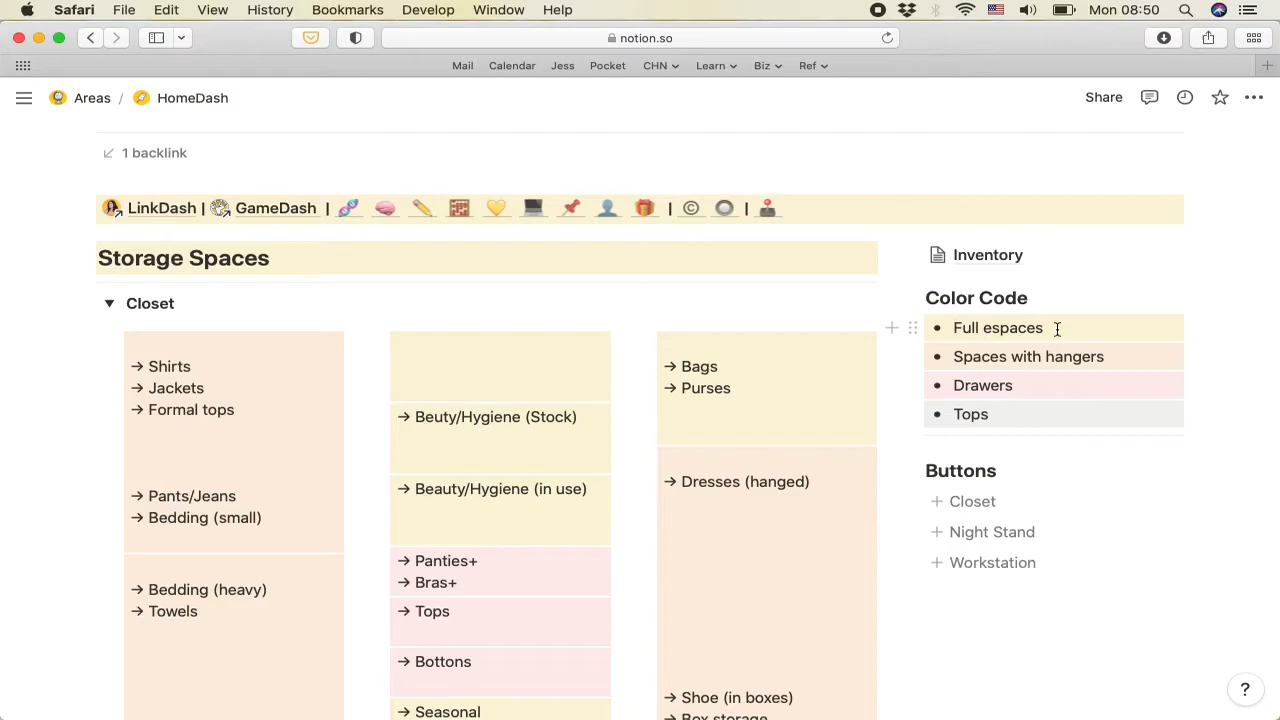 Safari File Edit View History Bookmarks Develop Window Help Mon 08:50
notion.so
Mail Calendar Jess Pocket CHN Learn Biz Ref
Areas / HomeDash Share
1 backlink
LinkDash | GameDash | | © |
Storage Spaces
Closet
→ Shirts
→ Jackets
→ Formal tops
→ Pants/Jeans
→ Bedding (small)
→ Bedding (heavy)
→ Towels
→ Beuty/Hygiene (Stock)
→ Beauty/Hygiene (in use)
→ Panties+
→ Bras+
→ Tops
→ Bottons
→ Seasonal
→ Bags
→ Purses
→ Dresses (hanged)
→ Shoe (in boxes)
→ Box storage
Inventory
Color Code
• Full espaces
• Spaces with hangers
• Drawers
• Tops
Buttons
+ Closet
+ Night Stand
+ Workstation
?